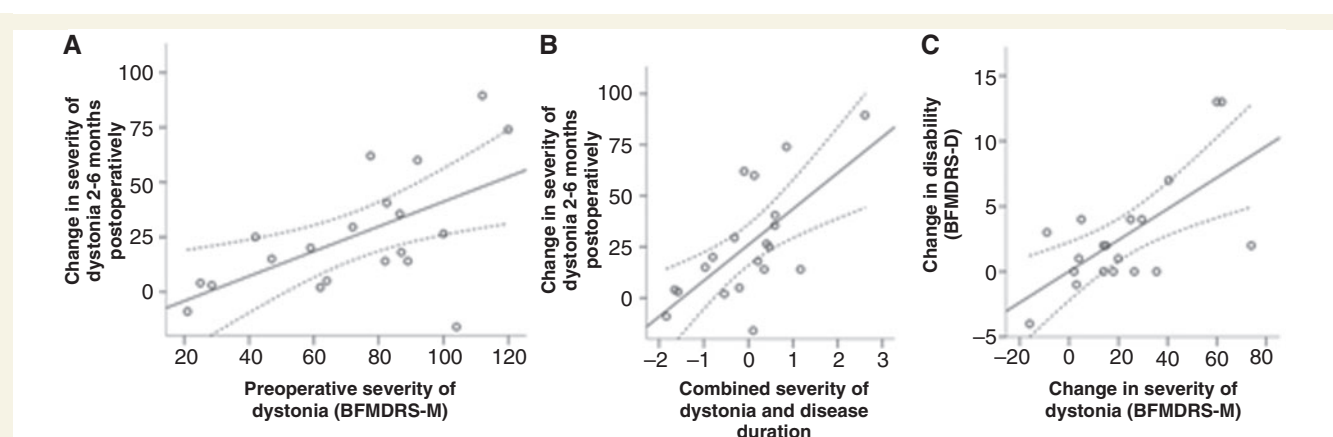 A
Change in severity of
dystonia 2-6 months
postoperatively
100
75
50
25
0
20 40 60 80 100 120
Preoperative severity of
dystonia (BFMDRS-M)
B
Change in severity of
dystonia 2-6 months
postoperatively
100
75
50
25
0
–2 –1 0 1 2 3
Combined severity of
dystonia and disease
duration
C
Change in disability
(BFMDRS-D)
15
10
5
0
–5
–20 0 20 40 60 80
Change in severity of
dystonia (BFMDRS-M)